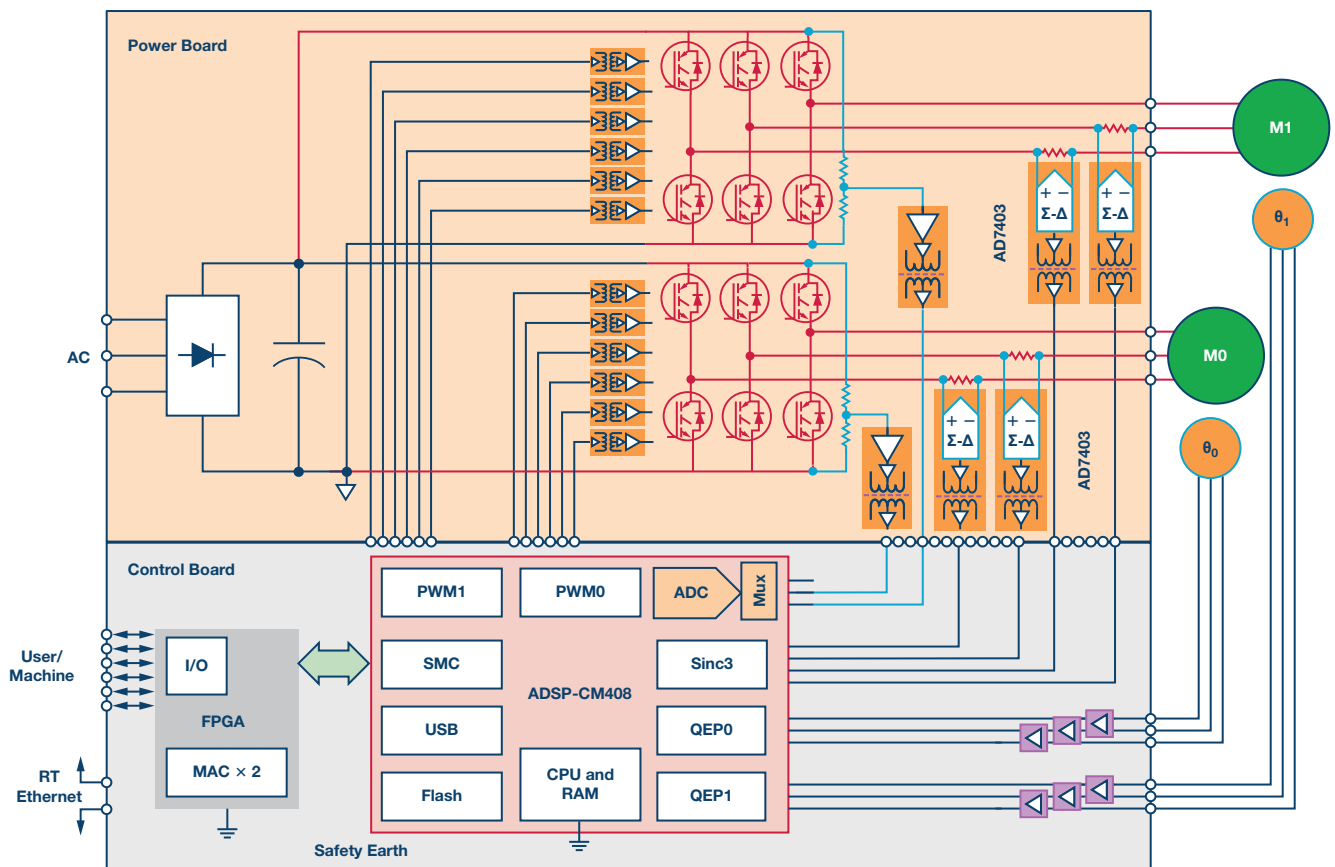 Power Board
M1
θ1
+ −
Σ-Δ
+ −
Σ-Δ
AD7403
AC
M0
θ0
+ −
Σ-Δ
+ −
Σ-Δ
AD7403
Control Board
PWM1
PWM0
ADC
Mux
User/
Machine
I/O
FPGA
MAC × 2
SMC
Sinc3
ADSP-CM408
USB
QEP0
CPU and
RAM
Flash
QEP1
RT
Ethernet
Safety Earth